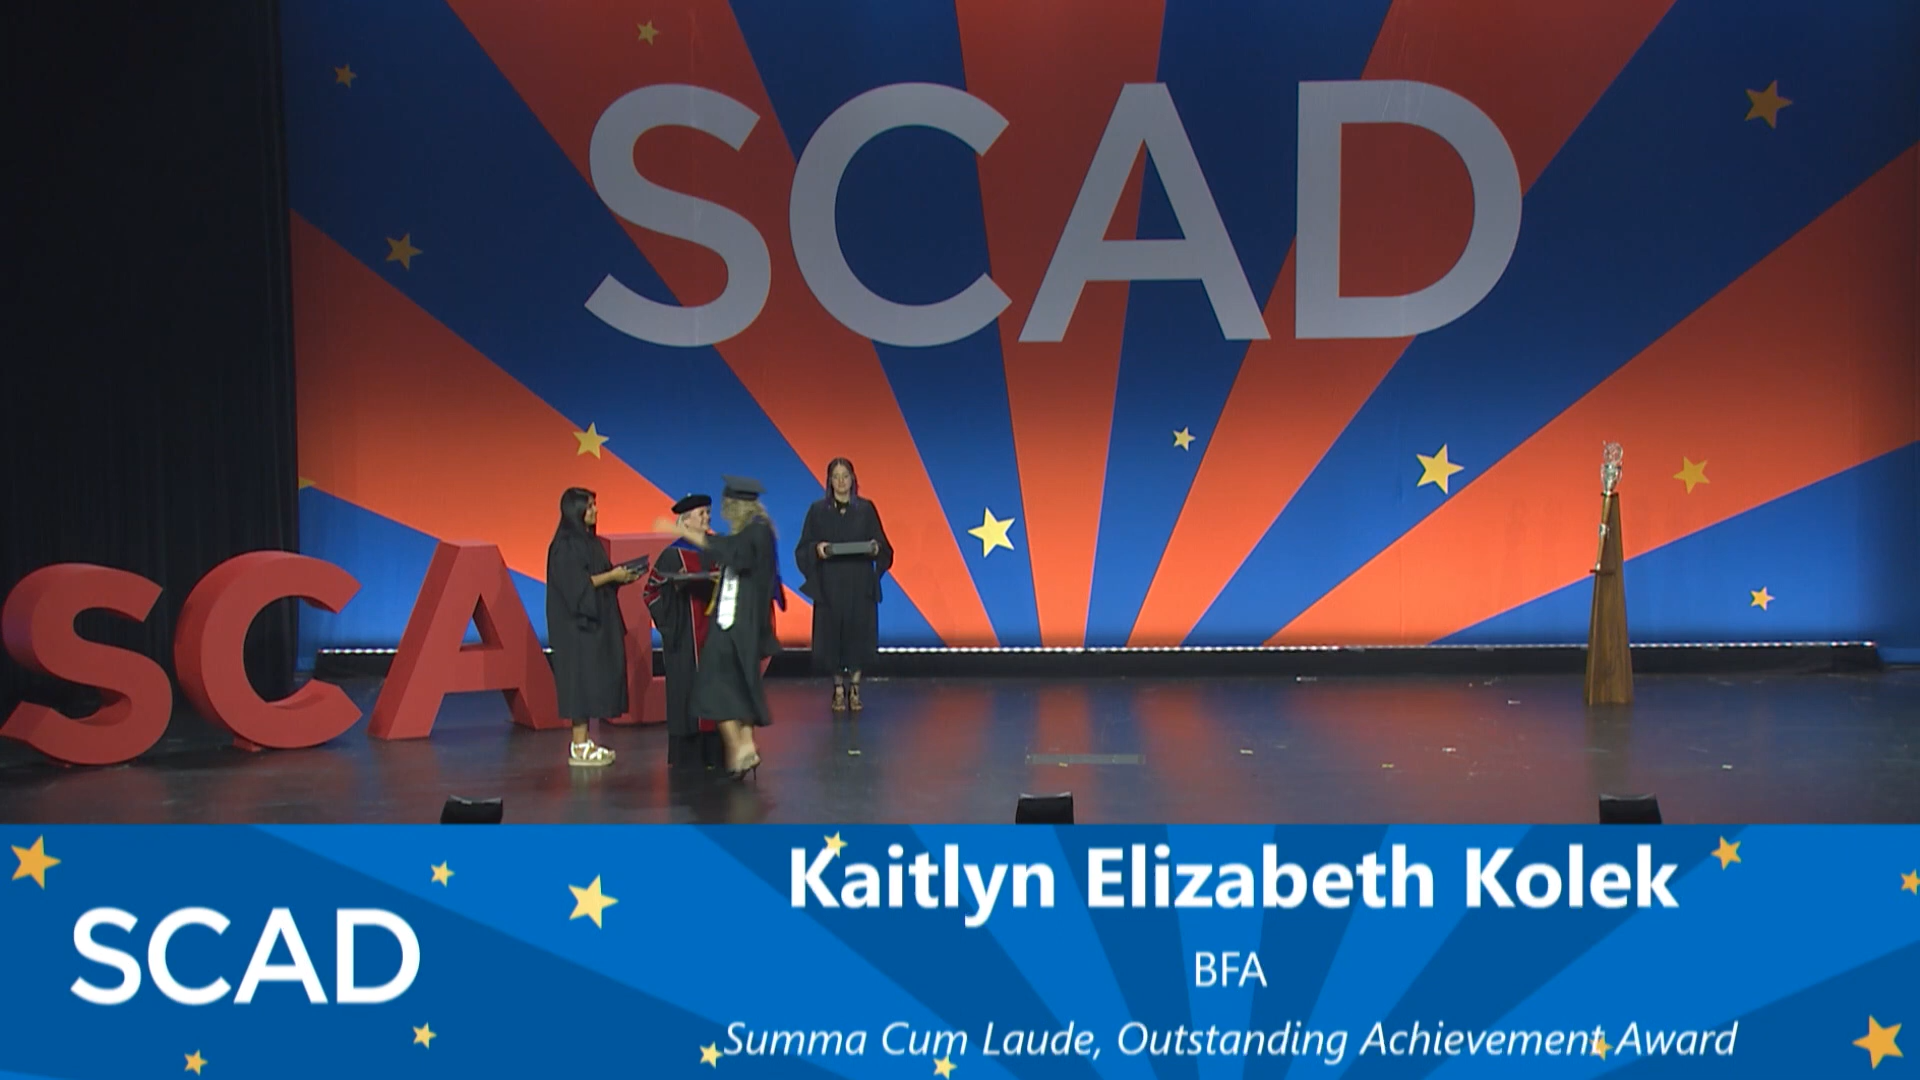 SCAD
SCAD
SCAD
Kaitlyn Elizabeth Kolek
BFA
Summa Cum Laude, Outstanding Achievement Award